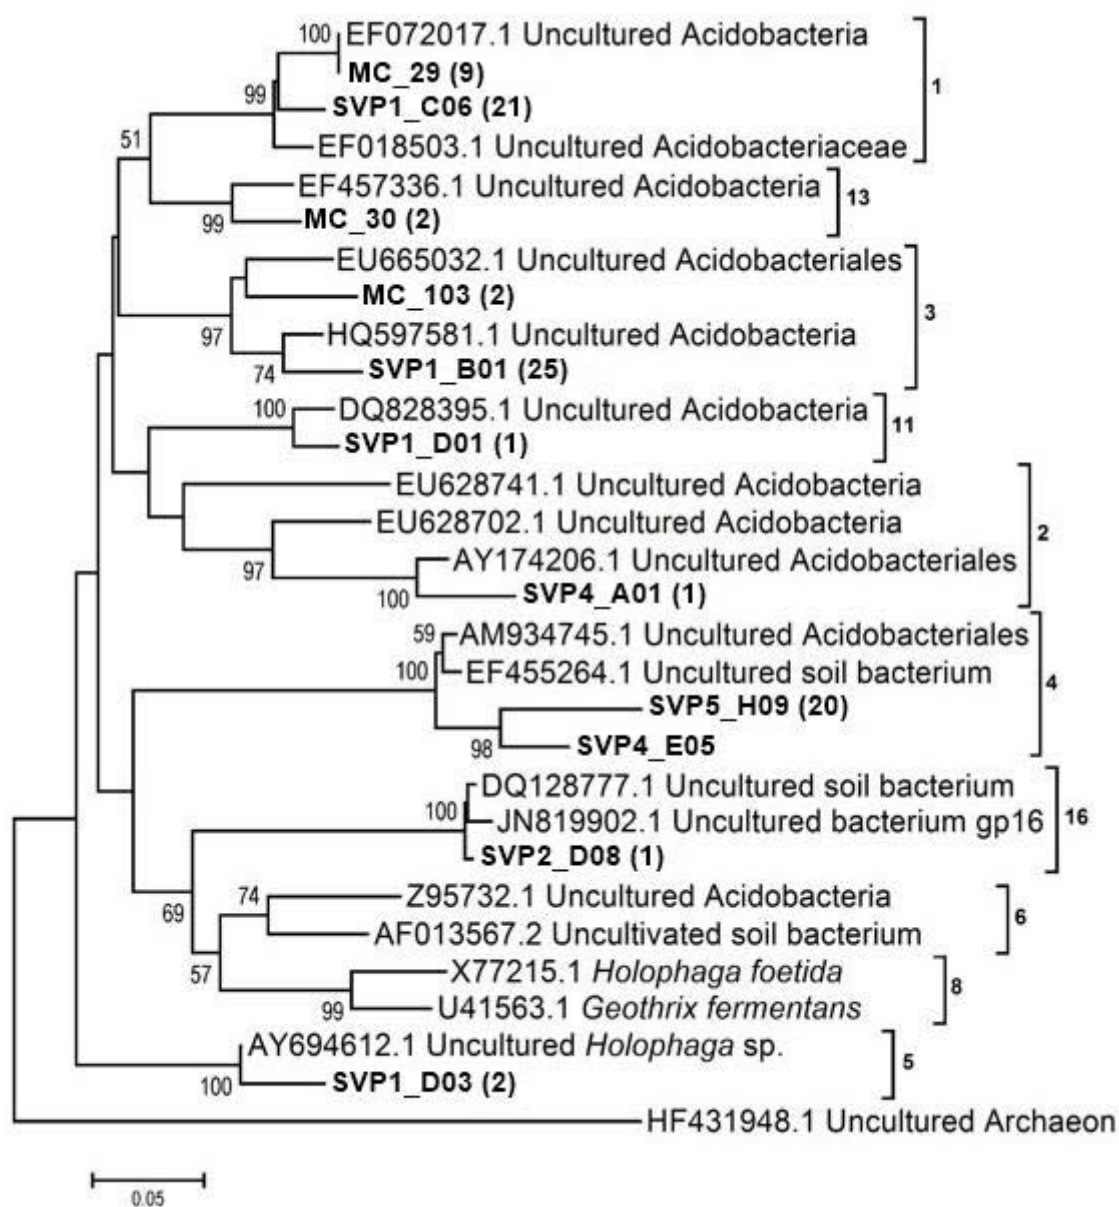 100 EF072017.1 Uncultured Acidobacteria
MC_29 (9)
1
99 SVP1_C06 (21)
51 EF018503.1 Uncultured Acidobacteriaceae
EF457336.1 Uncultured Acidobacteria
13
99 MC_30 (2)
EU665032.1 Uncultured Acidobacteriales
MC_103 (2)
3
97 HQ597581.1 Uncultured Acidobacteria
74 SVP1_B01 (25)
100 DQ828395.1 Uncultured Acidobacteria
11
SVP1_D01 (1)
EU628741.1 Uncultured Acidobacteria
EU628702.1 Uncultured Acidobacteria
2
97 AY174206.1 Uncultured Acidobacteriales
100 SVP4_A01 (1)
59 AM934745.1 Uncultured Acidobacteriales
100 EF455264.1 Uncultured soil bacterium
4
SVP5_H09 (20)
98 SVP4_E05
DQ128777.1 Uncultured soil bacterium
100 JN819902.1 Uncultured bacterium gp16
16
SVP2_D08 (1)
74 Z95732.1 Uncultured Acidobacteria
6
69 AF013567.2 Uncultivated soil bacterium
57 X77215.1 Holophaga foetida
8
99 U41563.1 Geothrix fermentans
AY694612.1 Uncultured Holophaga sp.
5
100 SVP1_D03 (2)
HF431948.1 Uncultured Archaeon
0.05